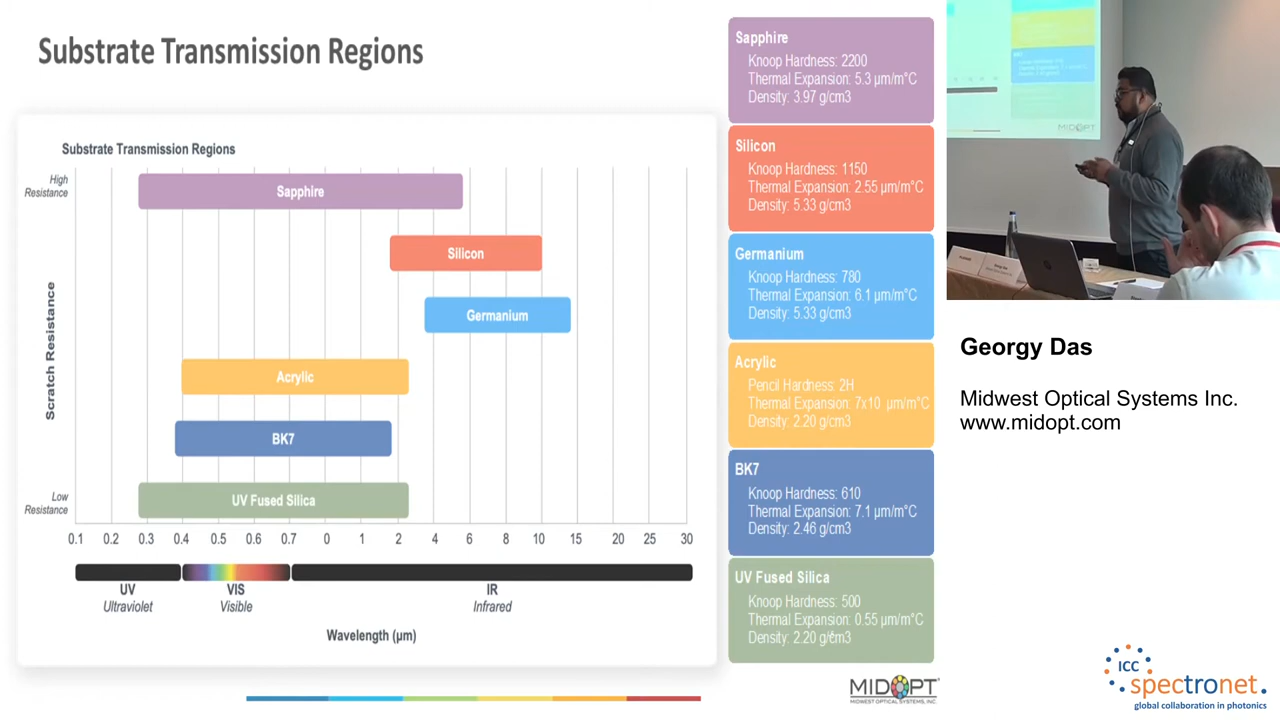 Substrate Transmission Regions
Substrate Transmission Regions
High
Resistance
Scratch Resistance
Low
Resistance
Sapphire
Silicon
Germanium
Acrylic
BK7
UV Fused Silica
0.1 0.2 0.3 0.4 0.5 0.6 0.7 0 1 2 4 6 8 10 15 20 25 30
UV
Ultraviolet
VIS
Visible
IR
Infrared
Wavelength (μm)
Sapphire
Knoop Hardness: 2200
Thermal Expansion: 5.3 μm/m°C
Density: 3.97 g/cm3
Silicon
Knoop Hardness: 1150
Thermal Expansion: 2.55 μm/m°C
Density: 5.33 g/cm3
Germanium
Knoop Hardness: 780
Thermal Expansion: 6.1 μm/m°C
Density: 5.33 g/cm3
Acrylic
Pencil Hardness: 2H
Thermal Expansion: 7x10 μm/m°C
Density: 2.20 g/cm3
BK7
Knoop Hardness: 610
Thermal Expansion: 7.1 μm/m°C
Density: 2.46 g/cm3
UV Fused Silica
Knoop Hardness: 500
Thermal Expansion: 0.55 μm/m°C
Density: 2.20 g/cm3
MIDOPT
MIDWEST OPTICAL SYSTEMS, INC.
MIDOPT
Georgy Das
Midwest Optical Systems Inc.
www.midopt.com
ICC
spectronet.
global collaboration in photonics